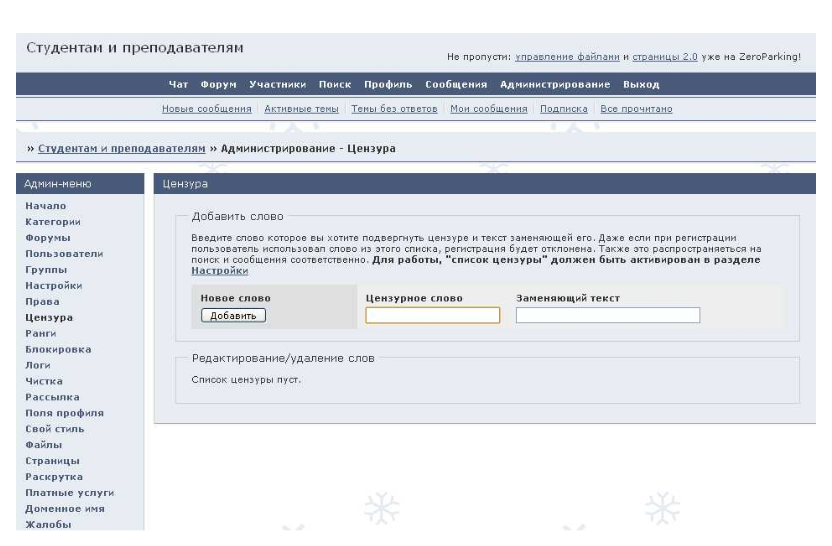 Студентам и преподавателям
Не пропусти: управление файлами и страницы 2.0 уже на ZeroParking!
Чат Форум Участники Поиск Профиль Сообщения Администрирование Выход
Новые сообщения Активные темы Темы без ответов Мои сообщения Подписка Все прочитано
» Студентам и преподавателям » Администрирование - Цензура
Админ-меню
Начало
Категории
Форумы
Пользователи
Группы
Настройки
Права
Цензура
Ранги
Блокировка
Логи
Чистка
Рассылка
Поля профиля
Свой стиль
Файлы
Страницы
Раскрутка
Платные услуги
Доменное имя
Жалобы
Цензура
Добавить слово
Введите слово которое вы хотите подвергнуть цензуре и текст заменяющей его. Даже если при регистрации
пользователь использовал слово из этого списка, регистрация будет отклонена. Также это распространяеться на
поиск и сообщения соответственно. Для работы, "список цензуры" должен быть активирован в разделе
Настройки
Новое слово Цензурное слово Заменяющий текст
Добавить
Редактирование/удаление слов
Список цензуры пуст.